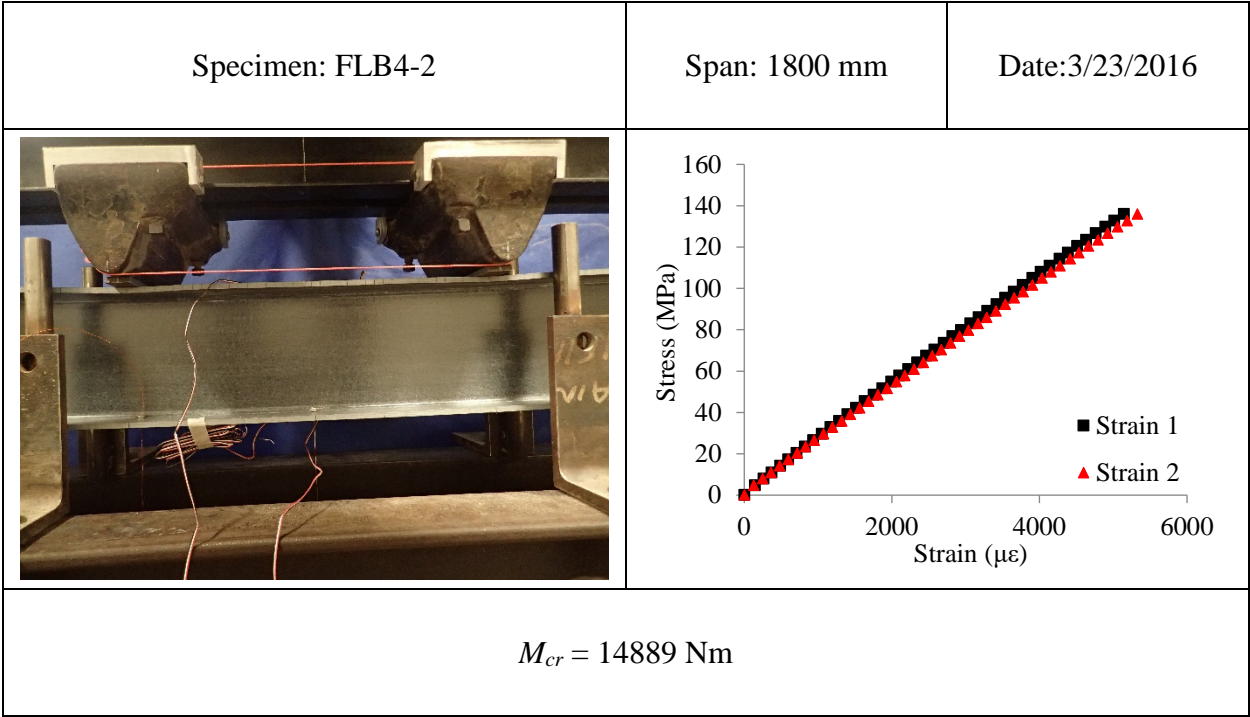 Specimen: FLB4-2
Span: 1800 mm
Date:3/23/2016
160
140
120
100
80
60
40
20
0
Stress (MPa)
Strain 1
Strain 2
0 2000 4000 6000
Strain (με)
Mcr = 14889 Nm